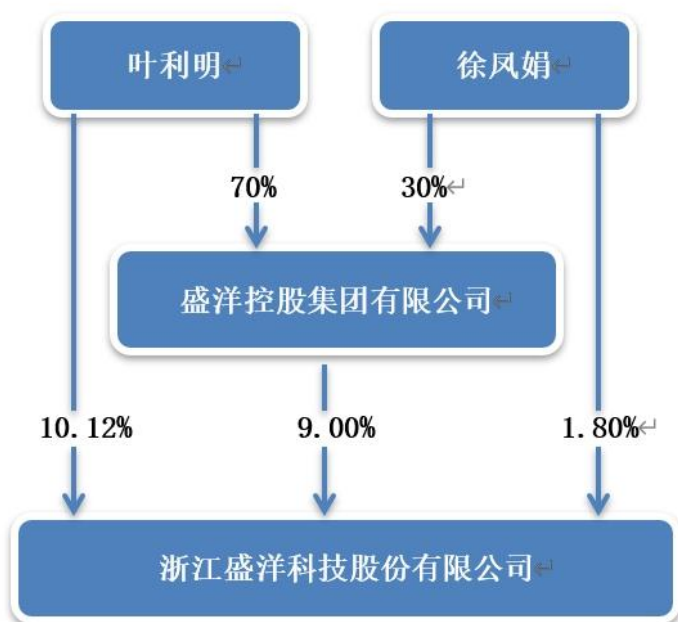 叶利明
徐凤娟
70%
30%
盛洋控股集团有限公司
10.12%
9.00%
1.80%
浙江盛洋科技股份有限公司